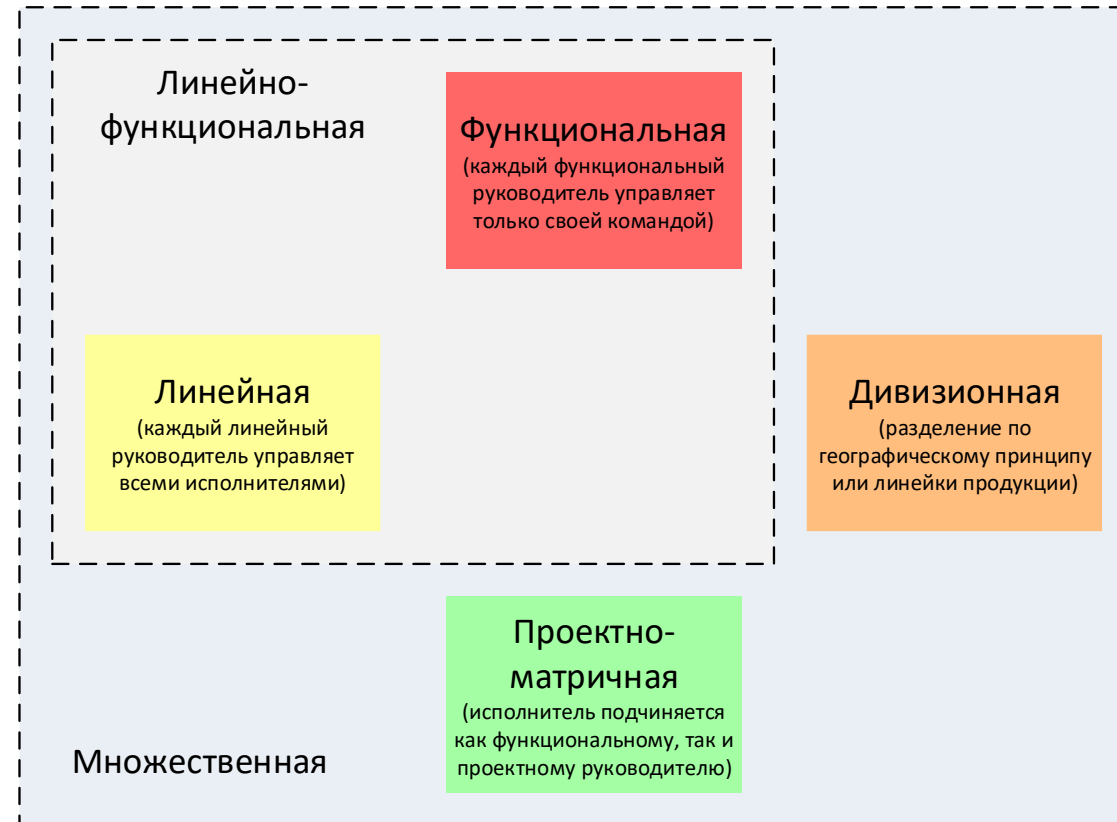 Линейно-
функциональная
Функциональная
(каждый функциональный
руководитель управляет
только своей командой)
Линейная
(каждый линейный
руководитель управляет
всеми исполнителями)
Дивизионная
(разделение по
географическому принципу
или линейки продукции)
Проектно-
матричная
(исполнитель подчиняется
как функциональному, так и
проектному руководителю)
Множественная